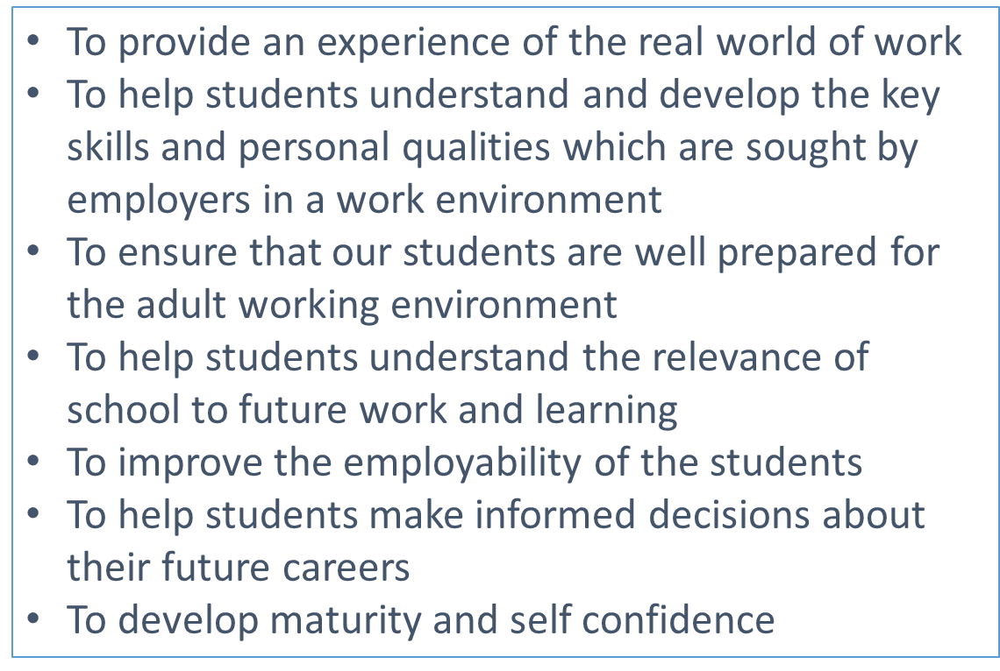 • To provide an experience of the real world of work
• To help students understand and develop the key
skills and personal qualities which are sought by
employers in a work environment
• To ensure that our students are well prepared for
the adult working environment
• To help students understand the relevance of
school to future work and learning
• To improve the employability of the students
• To help students make informed decisions about
their future careers
• To develop maturity and self confidence